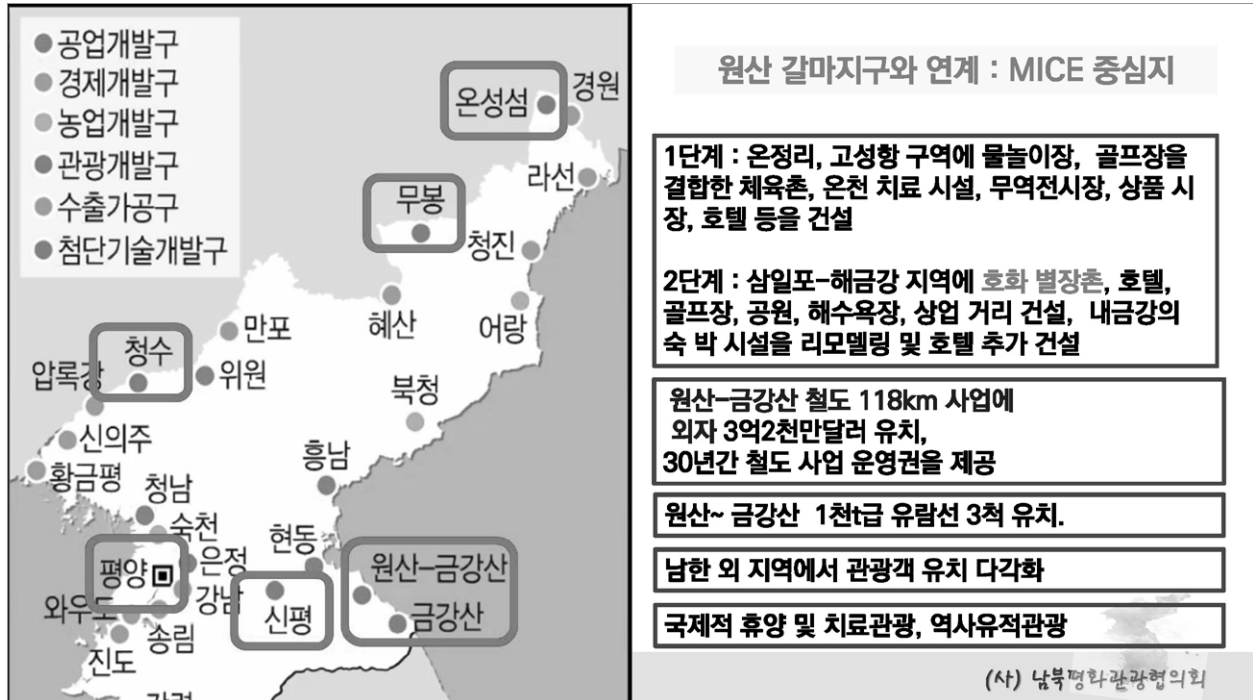 공업개발구
경제개발구
농업개발구
관광개발구
수출가공구
첨단기술개발구
온성섬
경원
라선
무봉
청진
혜산
어랑
만포
청수
압록강
위원
북청
신의주
황금평
흥남
청남
숙천
현동
평양
은정
강남
원산-금강산
금강산
신평
와우도
송림
진도
원산 갈마지구와 연계 : MICE 중심지
1단계 : 온정리, 고성항 구역에 물놀이장, 골프장을
결합한 체육촌, 온천 치료 시설, 무역전시장, 상품 시
장, 호텔 등을 건설
2단계 : 삼일포-해금강 지역에 호화 별장촌, 호텔,
골프장, 공원, 해수욕장, 상업 거리 건설, 내금강의
숙 박 시설을 리모델링 및 호텔 추가 건설
원산-금강산 철도 118km 사업에
외자 3억2천만달러 유치,
30년간 철도 사업 운영권을 제공
원산~ 금강산 1천t급 유람선 3척 유치.
남한 외 지역에서 관광객 유치 다각화
국제적 휴양 및 치료관광, 역사유적관광
(사) 남북평화관광협의회